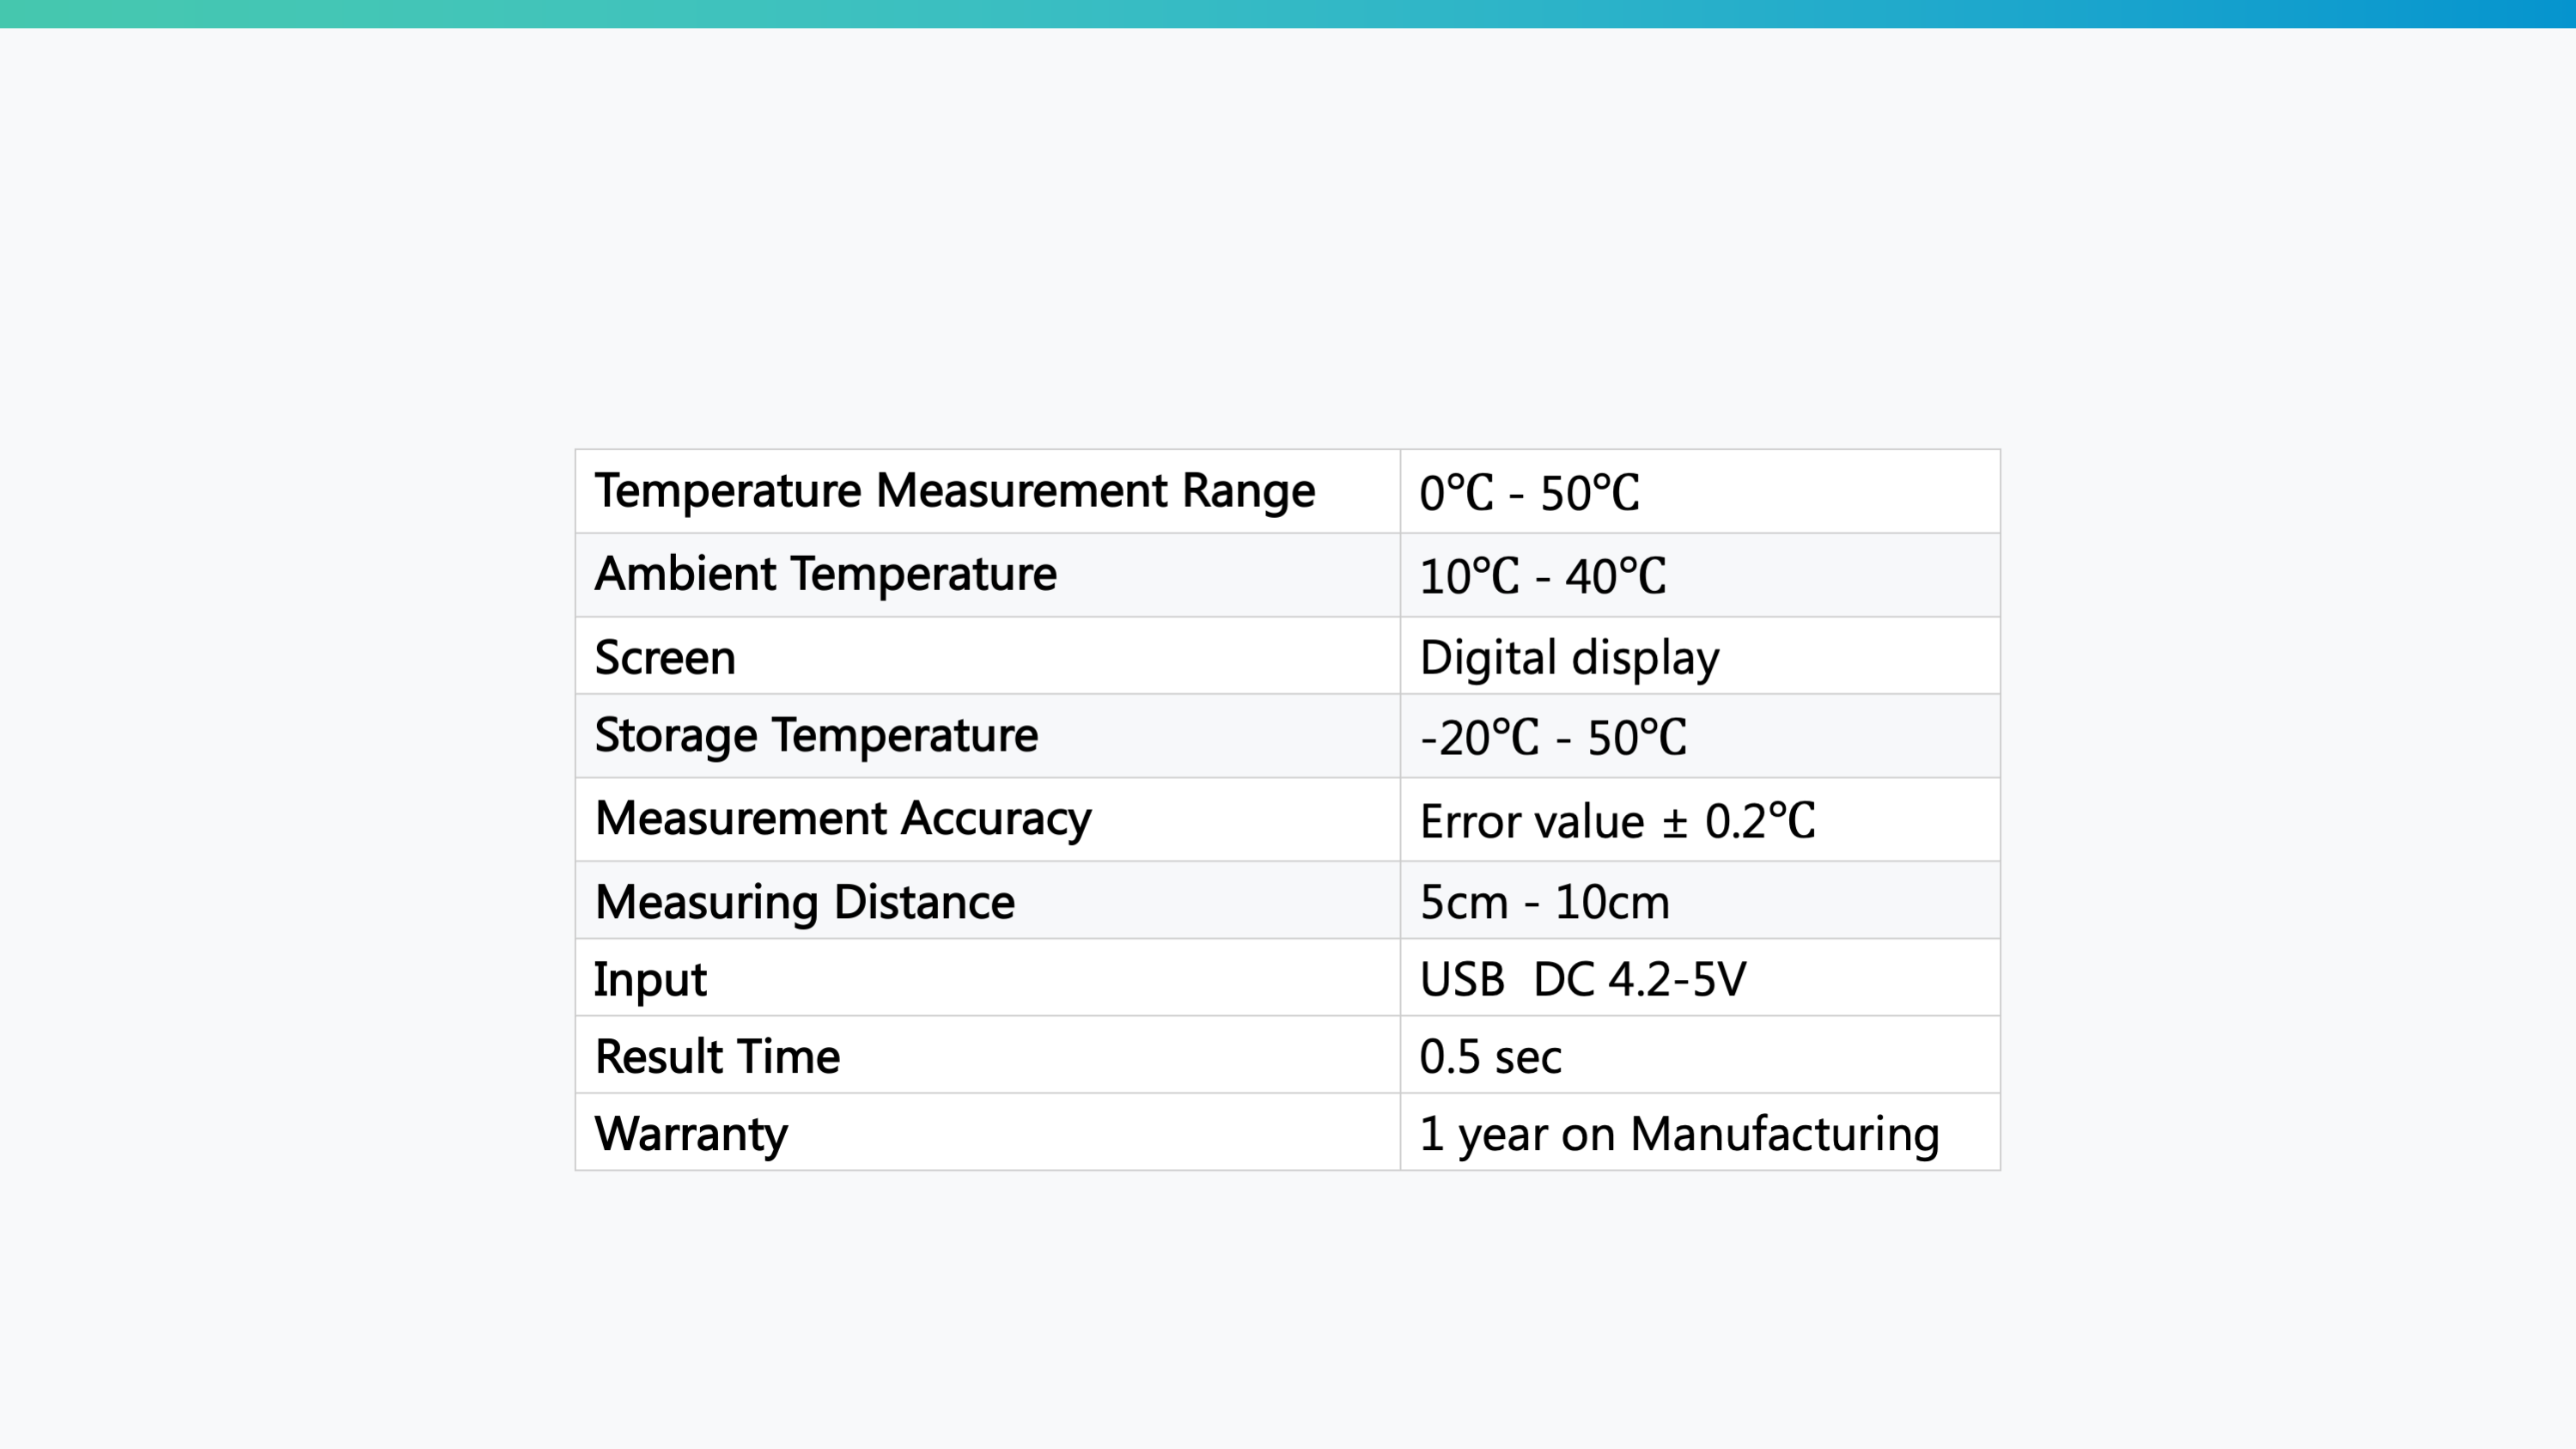 Temperature Measurement Range 0℃ - 50℃
Ambient Temperature 10℃ - 40℃
Screen Digital display
Storage Temperature -20℃ - 50℃
Measurement Accuracy Error value ± 0.2℃
Measuring Distance 5cm - 10cm
Input USB  DC 4.2-5V
Result Time 0.5 sec
Warranty 1 year on Manufacturing